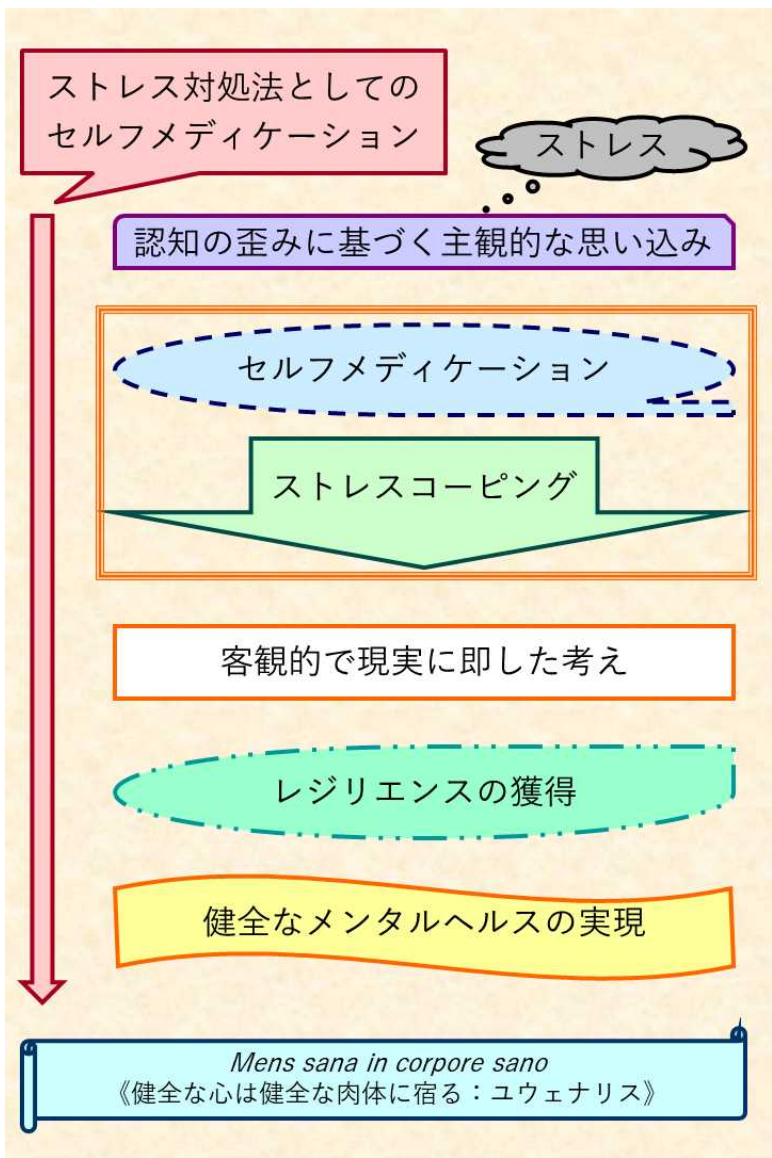 ストレス対処法としての
セルフメディケーション
ストレス
認知の歪みに基づく主観的な思い込み
セルフメディケーション
ストレスコーピング
客観的で現実に即した考え
レジリエンスの獲得
健全なメンタルヘルスの実現
Mens sana in corpore sano
《健全な心は健全な肉体に宿る：ユウェナリス》